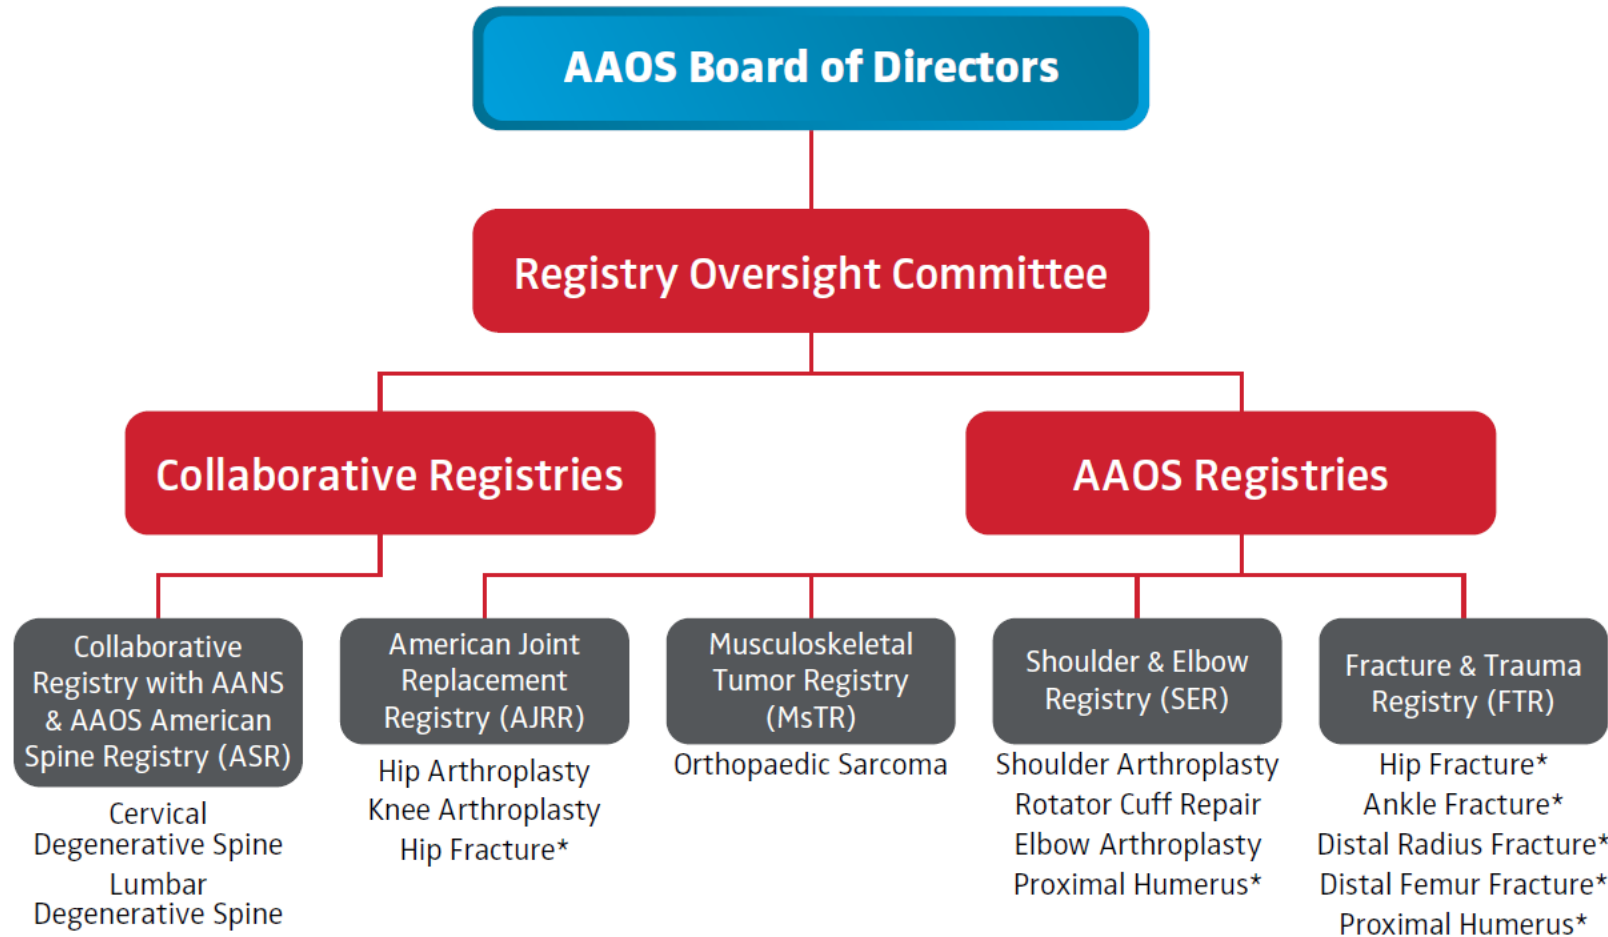 AAOS Board of Directors
Registry Oversight Committee
Collaborative Registries
AAOS Registries
Collaborative
Registry with AANS
& AAOS American
Spine Registry (ASR)
Cervical
Degenerative Spine
Lumbar
Degenerative Spine
American Joint
Replacement
Registry (AJRR)
Hip Arthroplasty
Knee Arthroplasty
Hip Fracture*
Musculoskeletal
Tumor Registry
(MsTR)
Orthopaedic Sarcoma
Shoulder & Elbow
Registry (SER)
Shoulder Arthroplasty
Rotator Cuff Repair
Elbow Arthroplasty
Proximal Humerus*
Fracture & Trauma
Registry (FTR)
Hip Fracture*
Ankle Fracture*
Distal Radius Fracture*
Distal Femur Fracture*
Proximal Humerus*